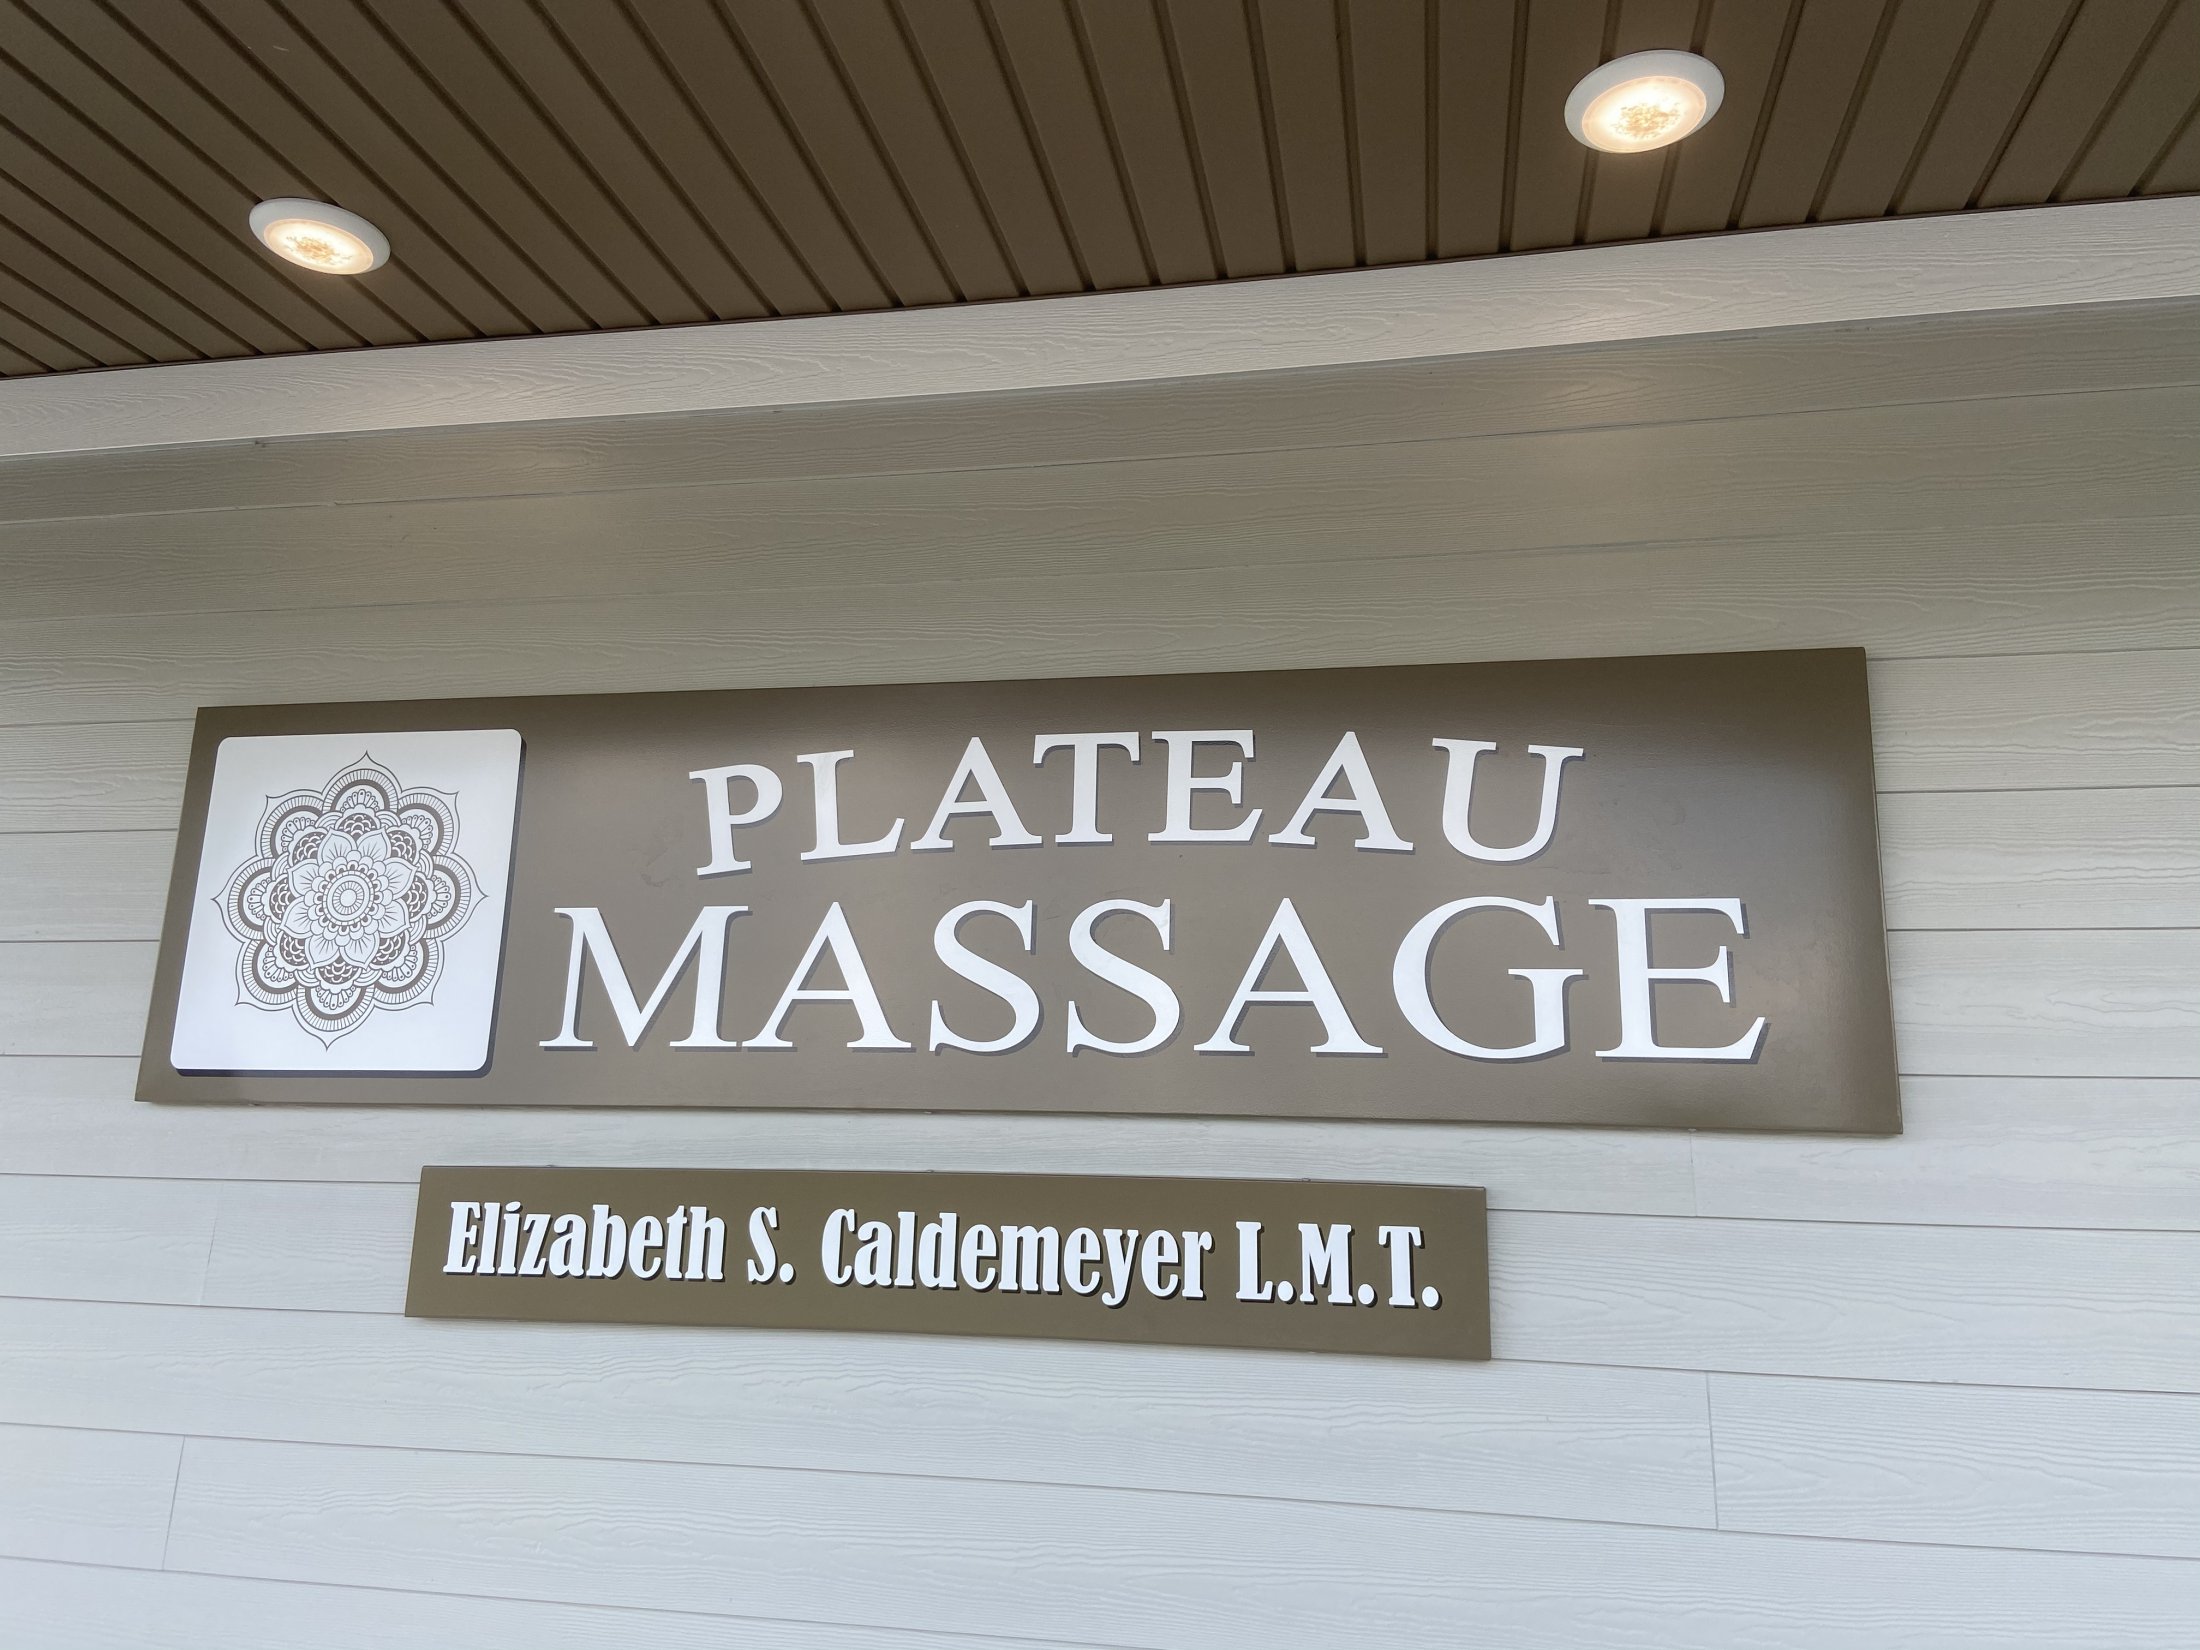 PLATEAU
MASSAGE
Elizabeth S. Caldemeyer L.M.T.